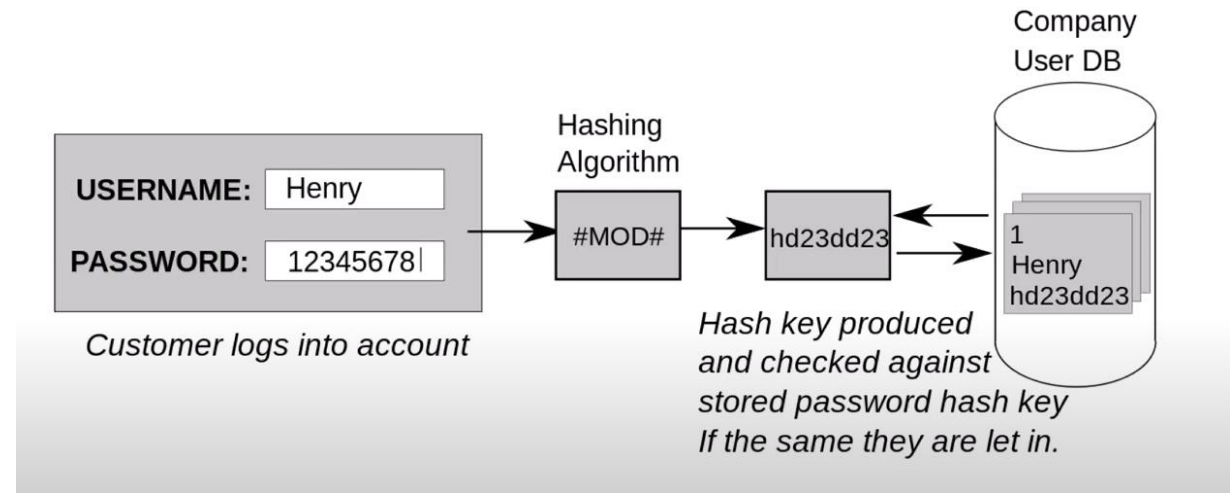 Company
User DB
Hashing
Algorithm
USERNAME: Henry
PASSWORD: 12345678
#MOD#
hd23dd23
1
Henry
hd23dd23
Customer logs into account
Hash key produced
and checked against
stored password hash key
If the same they are let in.